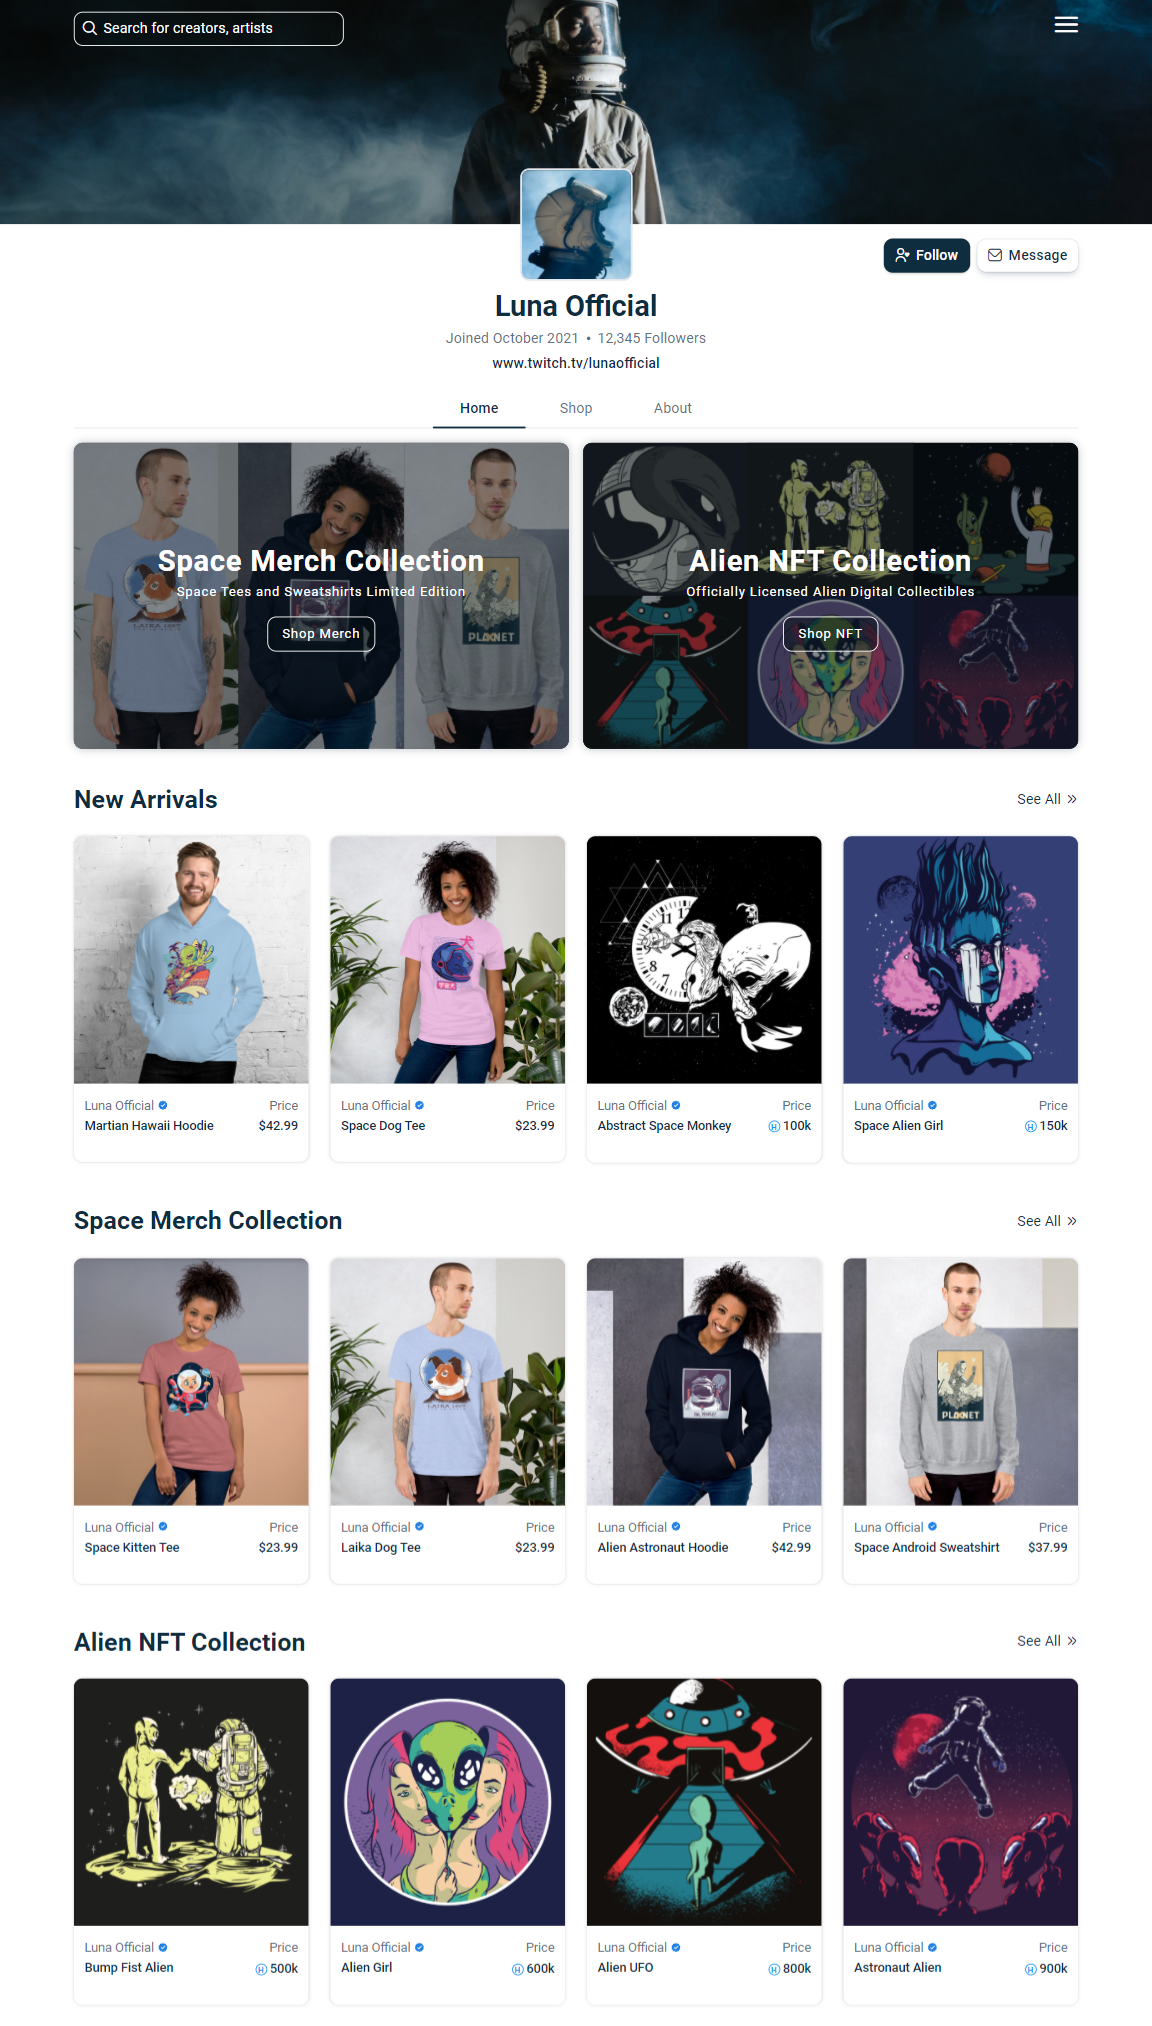 Search for creators, artists
Follow
Message
Luna Official
Joined October 2021 • 12,345 Followers
www.twitch.tv/lunaofficial
Home
Shop
About
Space Merch Collection
Space Tees and Sweatshirts Limited Edition
Shop Merch
PLANET
Alien NFT Collection
Officially Licensed Alien Digital Collectibles
Shop NFT
New Arrivals
See All
Luna Official
Price
Martian Hawaii Hoodie
$42.99
Luna Official
Price
Space Dog Tee
$23.99
Luna Official
Price
Abstract Space Monkey
100k
Luna Official
Price
Space Alien Girl
150k
Space Merch Collection
See All
PLANET
Luna Official
Price
Space Kitten Tee
$23.99
Luna Official
Price
Laika Dog Tee
$23.99
Luna Official
Price
Alien Astronaut Hoodie
$42.99
Luna Official
Price
Space Android Sweatshirt
$37.99
Alien NFT Collection
See All
Luna Official
Price
Bump Fist Alien
500k
Luna Official
Price
Alien Girl
600k
Luna Official
Price
Alien UFO
800k
Luna Official
Price
Astronaut Alien
900k